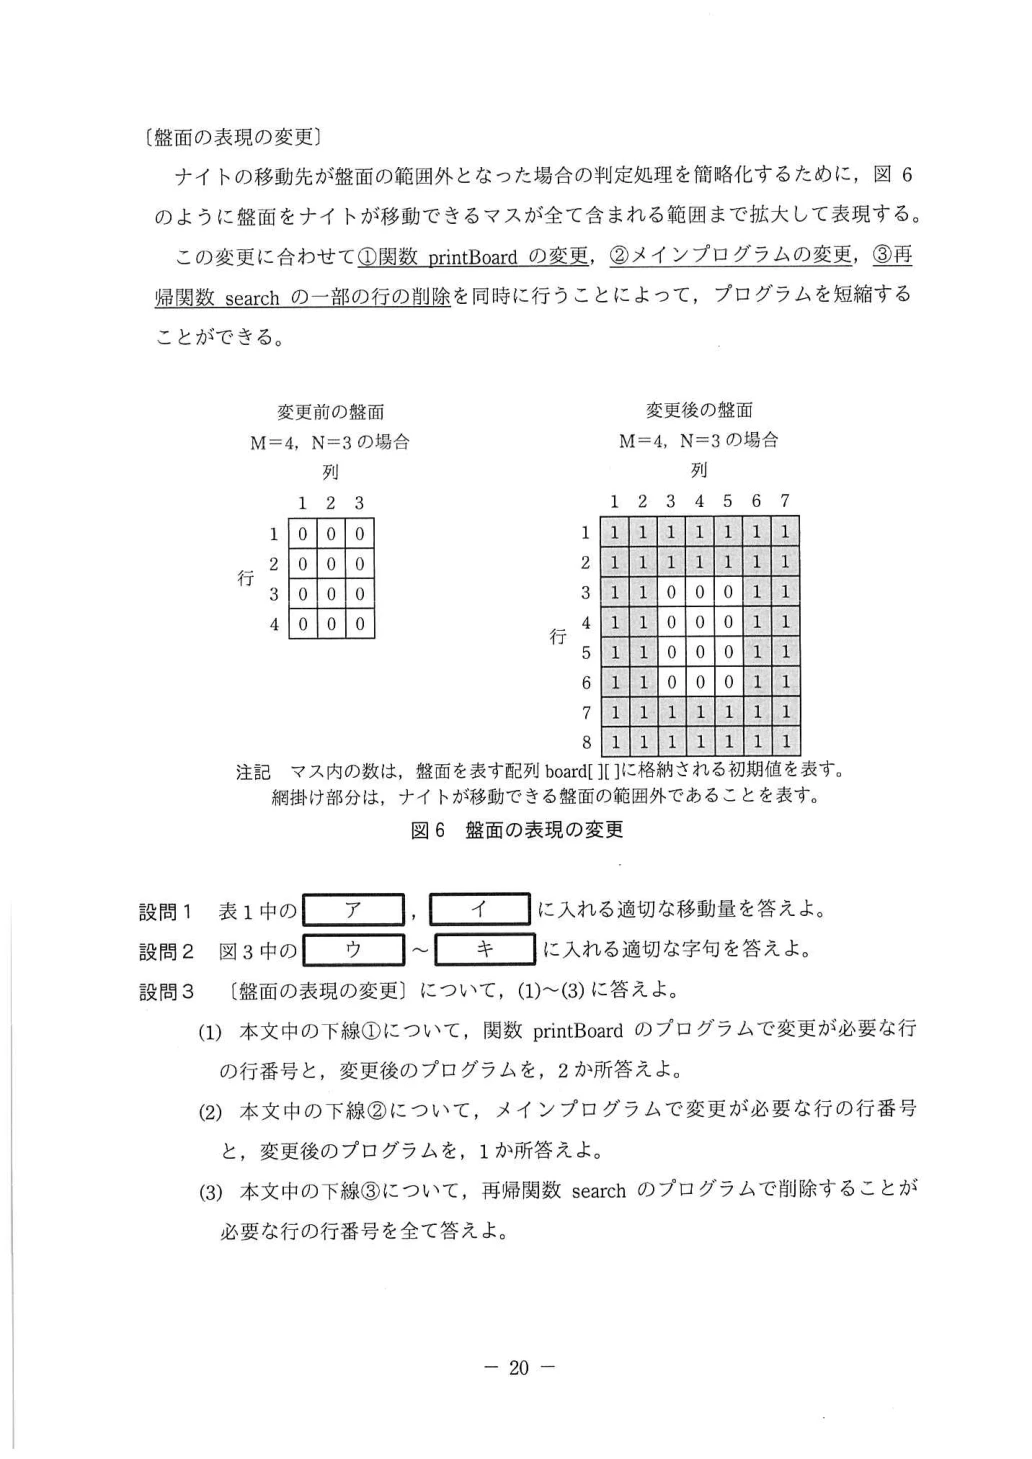 〔盤面の表現の変更〕
ナイトの移動先が盤面の範囲外となった場合の判定処理を簡略化するために，図 6
のように盤面をナイトが移動できるマスが全て含まれる範囲まで拡大して表現する。
この変更に合わせて①関数 printBoard の変更，②メインプログラムの変更，③再
帰関数 search の一部の行の削除を同時に行うことによって，プログラムを短縮する
ことができる。
変更前の盤面
M＝4，N＝3 の場合
列
1 2 3
行
1 0 0 0
2 0 0 0
3 0 0 0
4 0 0 0
変更後の盤面
M＝4，N＝3 の場合
列
1 2 3 4 5 6 7
行
1 1 1 1 1 1 1 1
2 1 1 1 1 1 1 1
3 1 1 0 0 0 1 1
4 1 1 0 0 0 1 1
5 1 1 0 0 0 1 1
6 1 1 0 0 0 1 1
7 1 1 1 1 1 1 1
8 1 1 1 1 1 1 1
注記　マス内の数は，盤面を表す配列 board[ ][ ]に格納される初期値を表す。
網掛け部分は，ナイトが移動できる盤面の範囲外であることを表す。
図 6　盤面の表現の変更
設問 1　表 1 中の ア ， イ に入れる適切な移動量を答えよ。
設問 2　図 3 中の ウ ～ キ に入れる適切な字句を答えよ。
設問 3　〔盤面の表現の変更〕について，(1)～(3) に答えよ。
(1) 本文中の下線①について，関数 printBoard のプログラムで変更が必要な行
の行番号と，変更後のプログラムを，2 か所答えよ。
(2) 本文中の下線②について，メインプログラムで変更が必要な行の行番号
と，変更後のプログラムを，1 か所答えよ。
(3) 本文中の下線③について，再帰関数 search のプログラムで削除することが
必要な行の行番号を全て答えよ。
－ 20 －